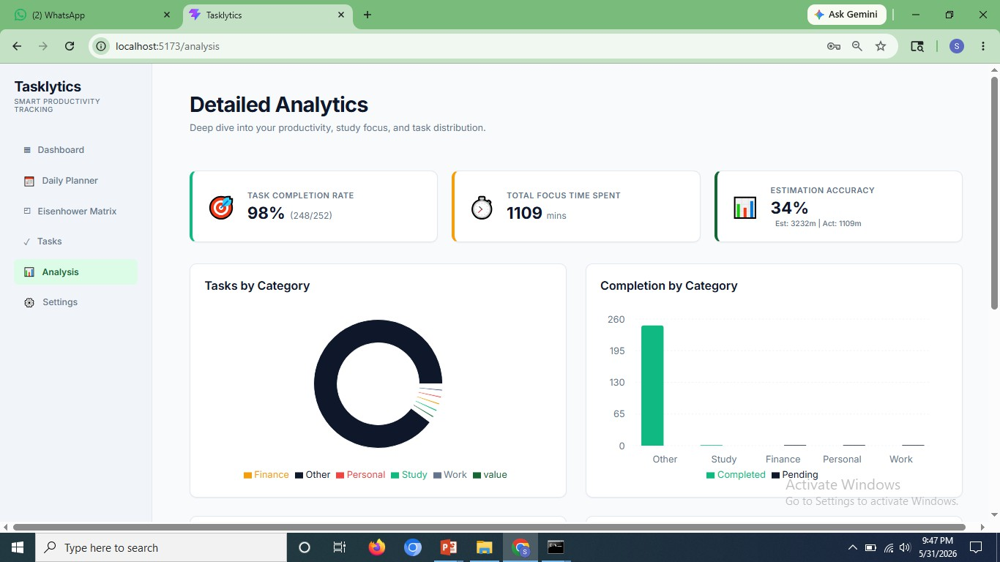 (2) WhatsApp
Tasklytics
Ask Gemini
localhost:5173/analysis
S
Tasklytics
SMART PRODUCTIVITY
TRACKING
Dashboard
Daily Planner
Eisenhower Matrix
Tasks
Analysis
Settings
Detailed Analytics
Deep dive into your productivity, study focus, and task distribution.
TASK COMPLETION RATE
98% (248/252)
TOTAL FOCUS TIME SPENT
1109 mins
ESTIMATION ACCURACY
34%
Est: 3232m | Act: 1109m
Tasks by Category
Finance Other Personal Study Work value
Completion by Category
260
195
130
65
0
Other Study Finance Personal Work
Completed Pending
Activate Windows
Go to Settings to activate Windows.
Type here to search
9:47 PM
5/31/2026